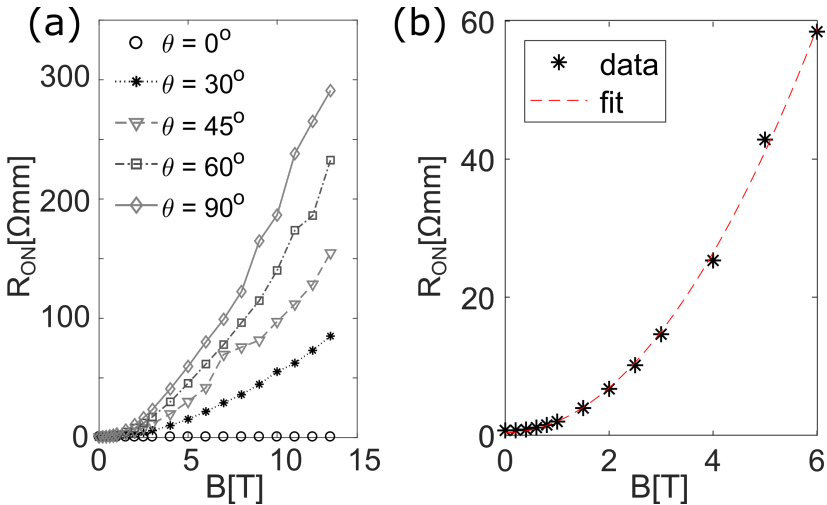 (a)
θ = 0°
θ = 30°
θ = 45°
θ = 60°
θ = 90°
300
200
100
0
R_ON[Ωmm]
0 5 10 15
B[T]
(b)
data
fit
60
40
20
0
R_ON[Ωmm]
0 2 4 6
B[T]